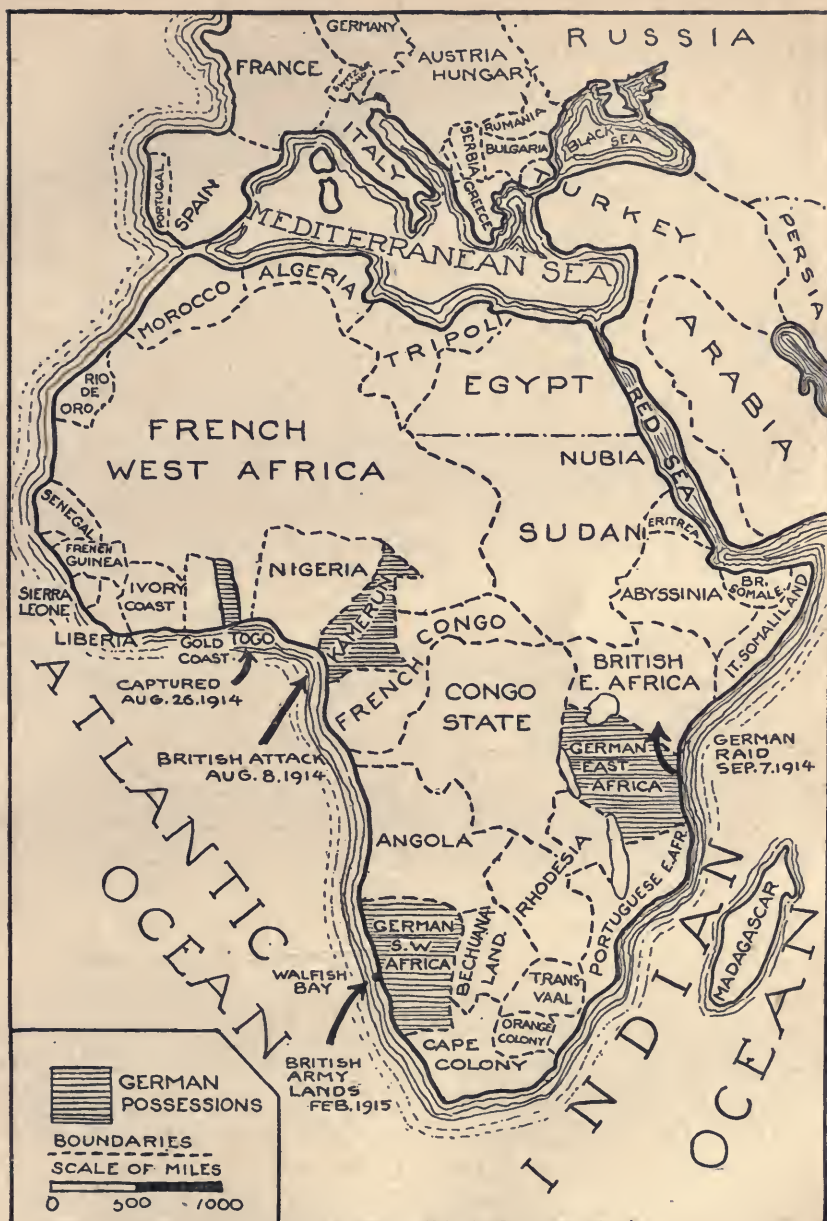 GERMANY
RUSSIA
FRANCE
AUSTRIA
HUNGARY
SWITZER
LAND
ITALY
RUMANIA
SERBIA
BULGARIA
BLACK
SEA
PORTUGAL
SPAIN
GREECE
TURKEY
MEDITERRANEAN SEA
PERSIA
MOROCCO
ALGERIA
TRIPOLI
ARABIA
EGYPT
RED SEA
RIO
DE
ORO
FRENCH
WEST AFRICA
NUBIA
SENEGAL
SUDAN
ERITREA
FRENCH
GUINEA
NIGERIA
IVORY
COAST
SIERRA
LEONE
ABYSSINIA
BR.
SOMALE.
KAMERUN
LIBERIA
GOLD
COAST
TOGO
CONGO
IT. SOMALILAND
CAPTURED
AUG. 26, 1914
FRENCH
CONGO
STATE
BRITISH
E. AFRICA
BRITISH ATTACK
AUG. 8, 1914
GERMAN
EAST
AFRICA
GERMAN
RAID
SEP. 7, 1914
ATLANTIC
OCEAN
ANGOLA
RHODESIA
PORTUGUESE E. AFR.
INDIAN
OCEAN
MADAGASCAR
GERMAN
S.W.
AFRICA
BECHUANA
LAND.
WALFISH
BAY
TRANS
VAAL
ORANGE
COLONY
CAPE
COLONY
BRITISH
ARMY
LANDS
FEB. 1915
GERMAN
POSSESSIONS
BOUNDARIES
SCALE OF MILES
0 500 1000